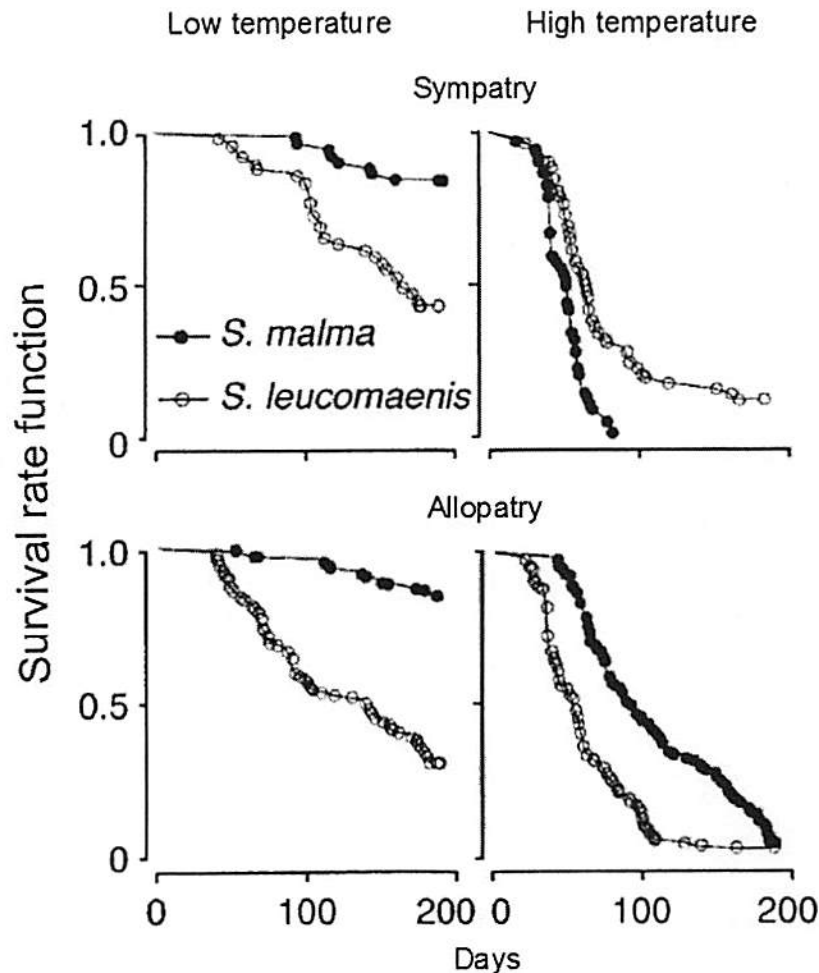 Low temperature High temperature
Sympatry
1.0
0.5
0
S. malma
S. leucomaenis
Survival rate function
Allopatry
1.0
0.5
0
0 100 200 0 100 200
Days